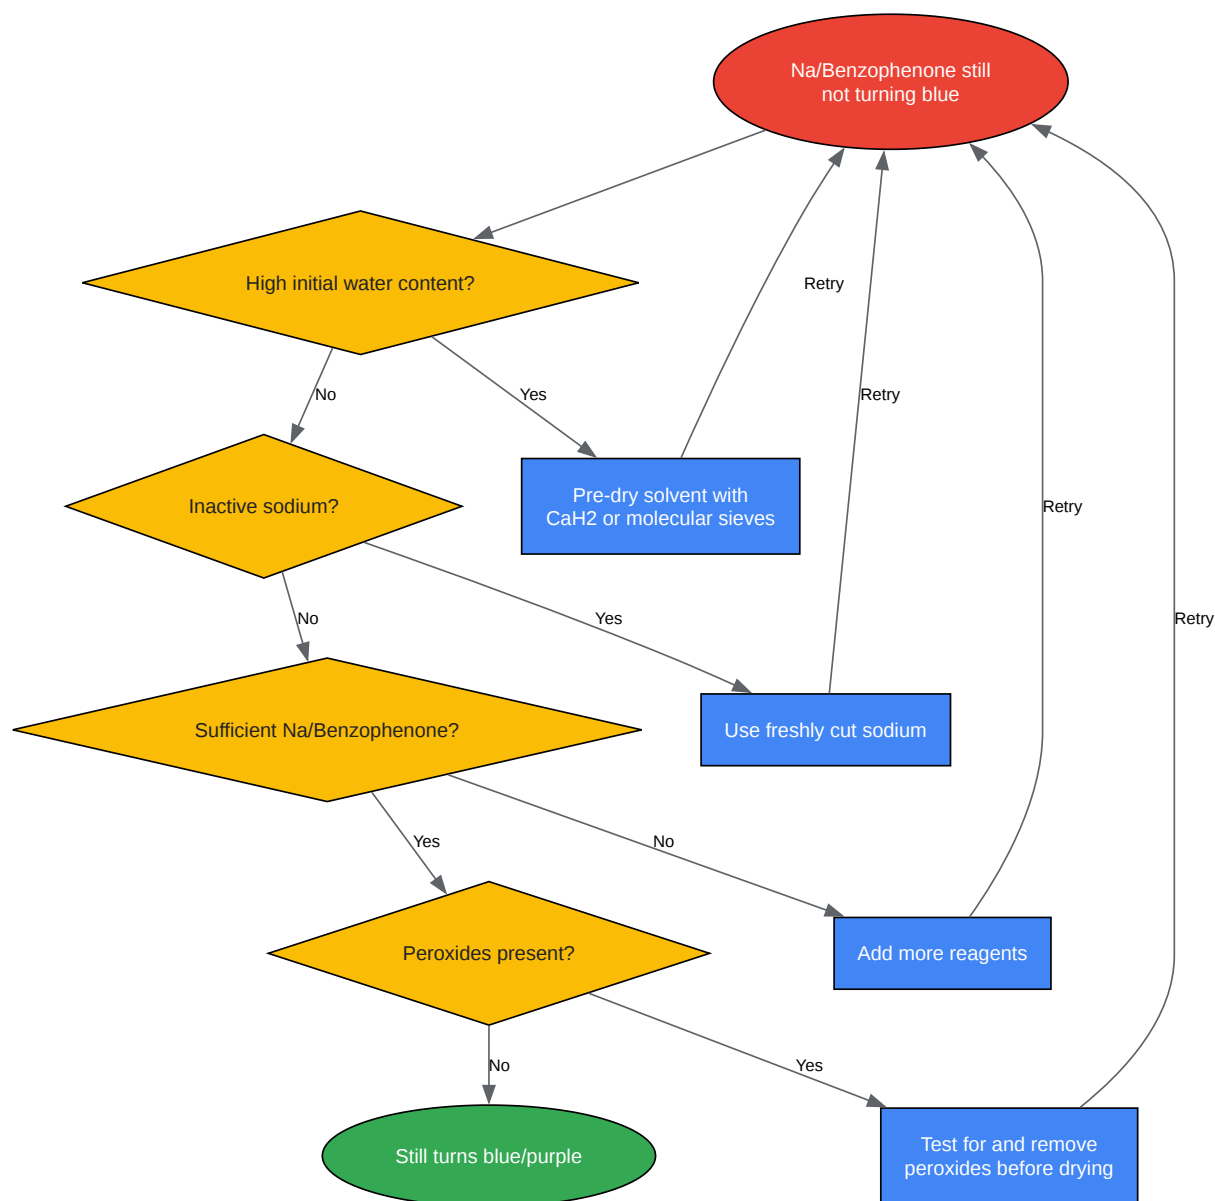 Na/Benzophenone still
not turning blue
High initial water content?
Retry
No
Yes
Retry
Inactive sodium?
Pre-dry solvent with
CaH2 or molecular sieves
Retry
No
Yes
Retry
Sufficient Na/Benzophenone?
Use freshly cut sodium
Yes
No
Peroxides present?
Add more reagents
No
Yes
Still turns blue/purple
Test for and remove
peroxides before drying